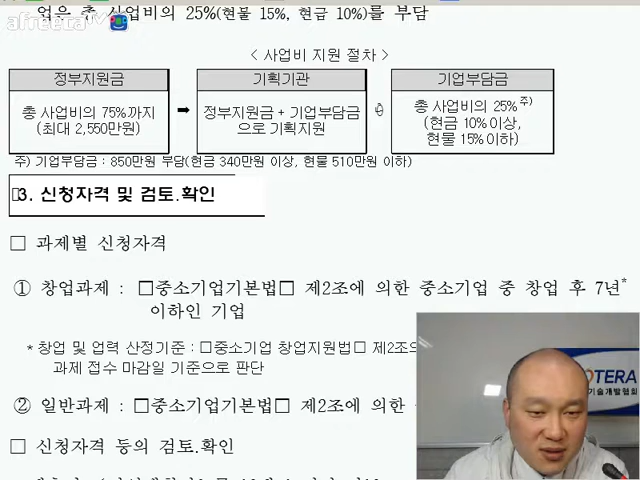 업은 총 사업비의 25%(현물 15%, 현금 10%)를 부담
afreecaTV
< 사업비 지원 절차 >
정부지원금
총 사업비의 75%까지
(최대 2,550만원)
➡
기획기관
정부지원금 + 기업부담금
으로 기획지원
기업부담금
총 사업비의 25%주)
(현금 10%이상,
현물 15%이하)
주) 기업부담금 : 850만원 부담(현금 340만원 이상, 현물 510만원 이하)
3. 신청자격 및 검토.확인
□ 과제별 신청자격
① 창업과제 : □중소기업기본법□ 제2조에 의한 중소기업 중 창업 후 7년*
이하인 기업
* 창업 및 업력 산정기준 : □중소기업 창업지원법□ 제2조의
과제 접수 마감일 기준으로 판단
② 일반과제 : □중소기업기본법□ 제2조에 의한
□ 신청자격 등의 검토.확인
OTERA
기술개발협회